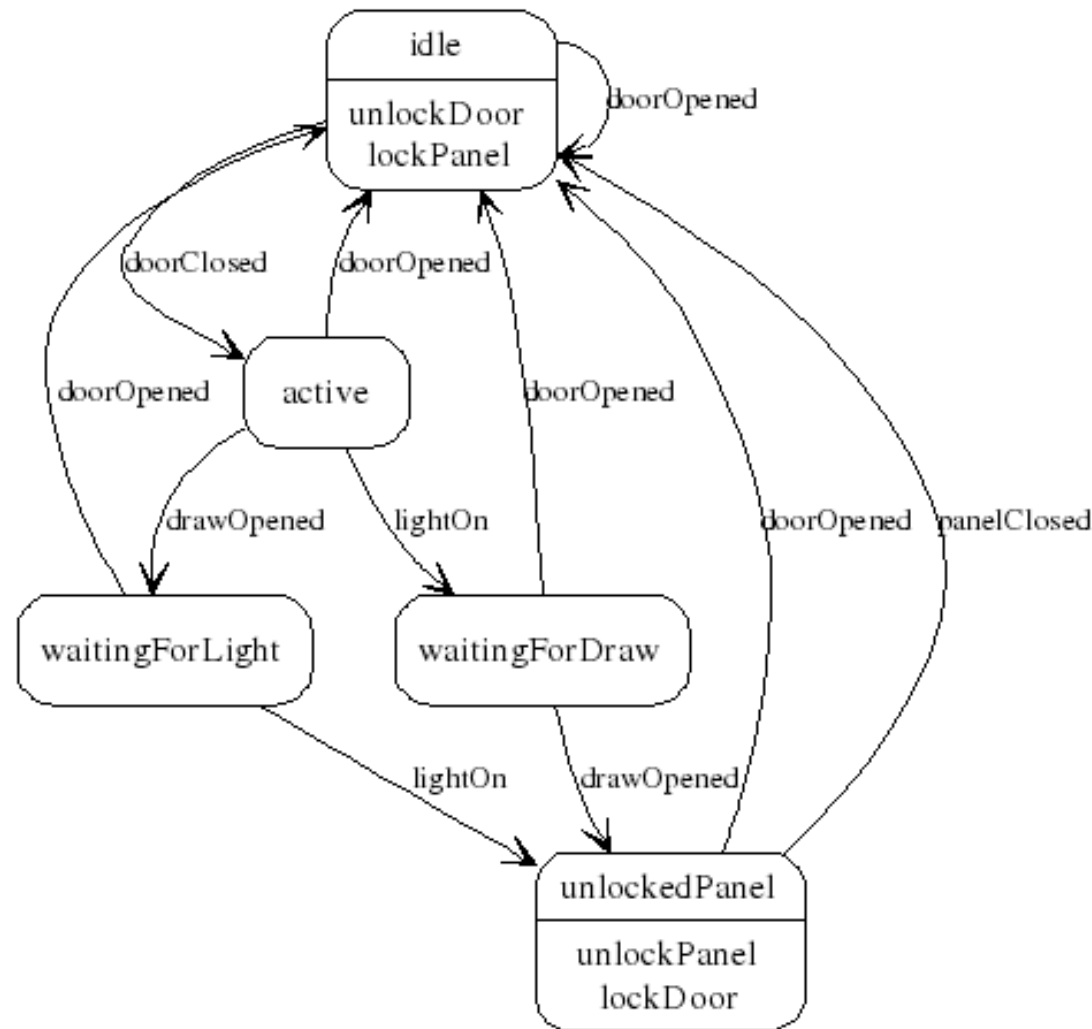 idle
doorOpened
unlockDoor
lockPanel
doorClosed
doorOpened
doorOpened
active
doorOpened
drawOpened
lightOn
doorOpened
panelClosed
waitingForLight
waitingForDraw
lightOn
drawOpened
unlockedPanel
unlockPanel
lockDoor